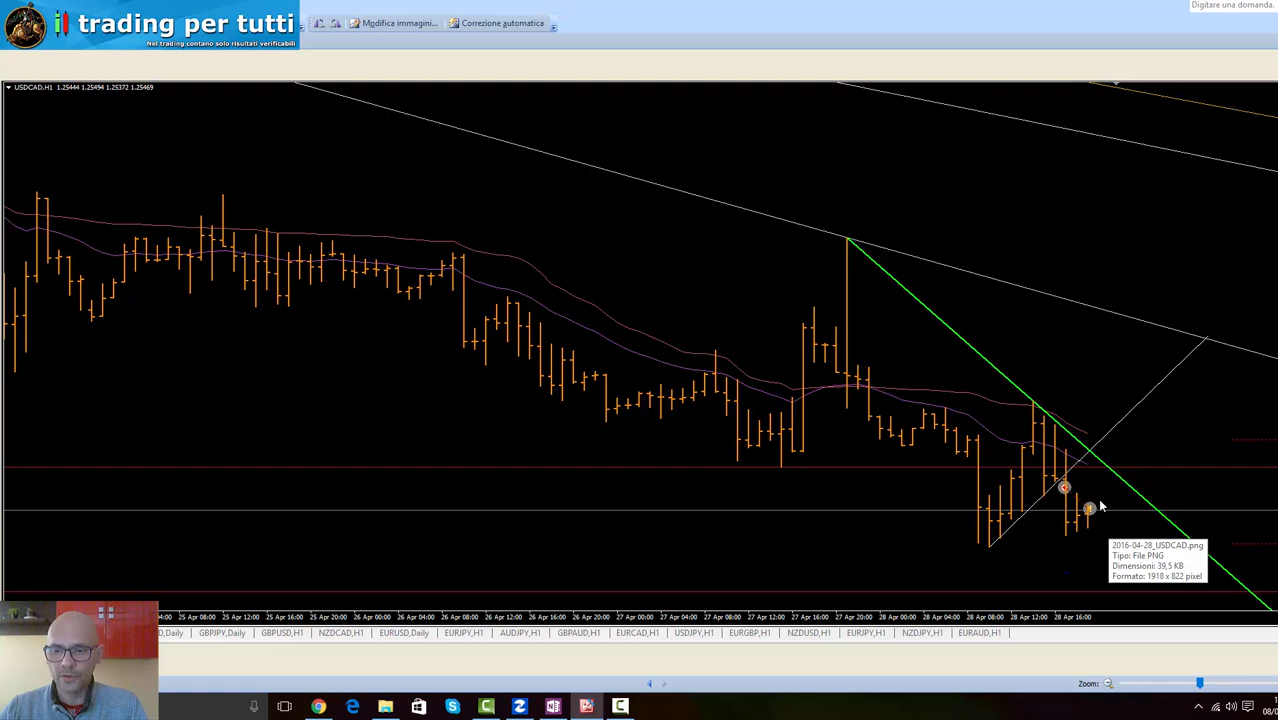 trading per tutti
Nel trading contano solo risultati verificabili
Modifica immagini...
Correzione automatica
Digitare una domanda.
USDCAD,H1 1.25444 1.25494 1.25372 1.25469
2016-04-28_USDCAD.png
Tipo: File PNG
Dimensioni: 39,5 KB
Formato: 1918 x 822 pixel
04:00 25 Apr 08:00 25 Apr 12:00 25 Apr 16:00 25 Apr 20:00 26 Apr 00:00 26 Apr 04:00 26 Apr 08:00 26 Apr 12:00 26 Apr 16:00 26 Apr 20:00 27 Apr 00:00 27 Apr 04:00 27 Apr 08:00 27 Apr 12:00 27 Apr 16:00 27 Apr 20:00 28 Apr 00:00 28 Apr 04:00 28 Apr 08:00 28 Apr 12:00 28 Apr 16:00
D,Daily GBPJPY,Daily GBPUSD,H1 NZDCAD,H1 EURUSD,Daily EURJPY,H1 AUDJPY,H1 GBPAUD,H1 EURCAD,H1 USDJPY,H1 EURGBP,H1 NZDUSD,H1 EURJPY,H1 NZDJPY,H1 EURAUD,H1
Zoom:
1
08/0